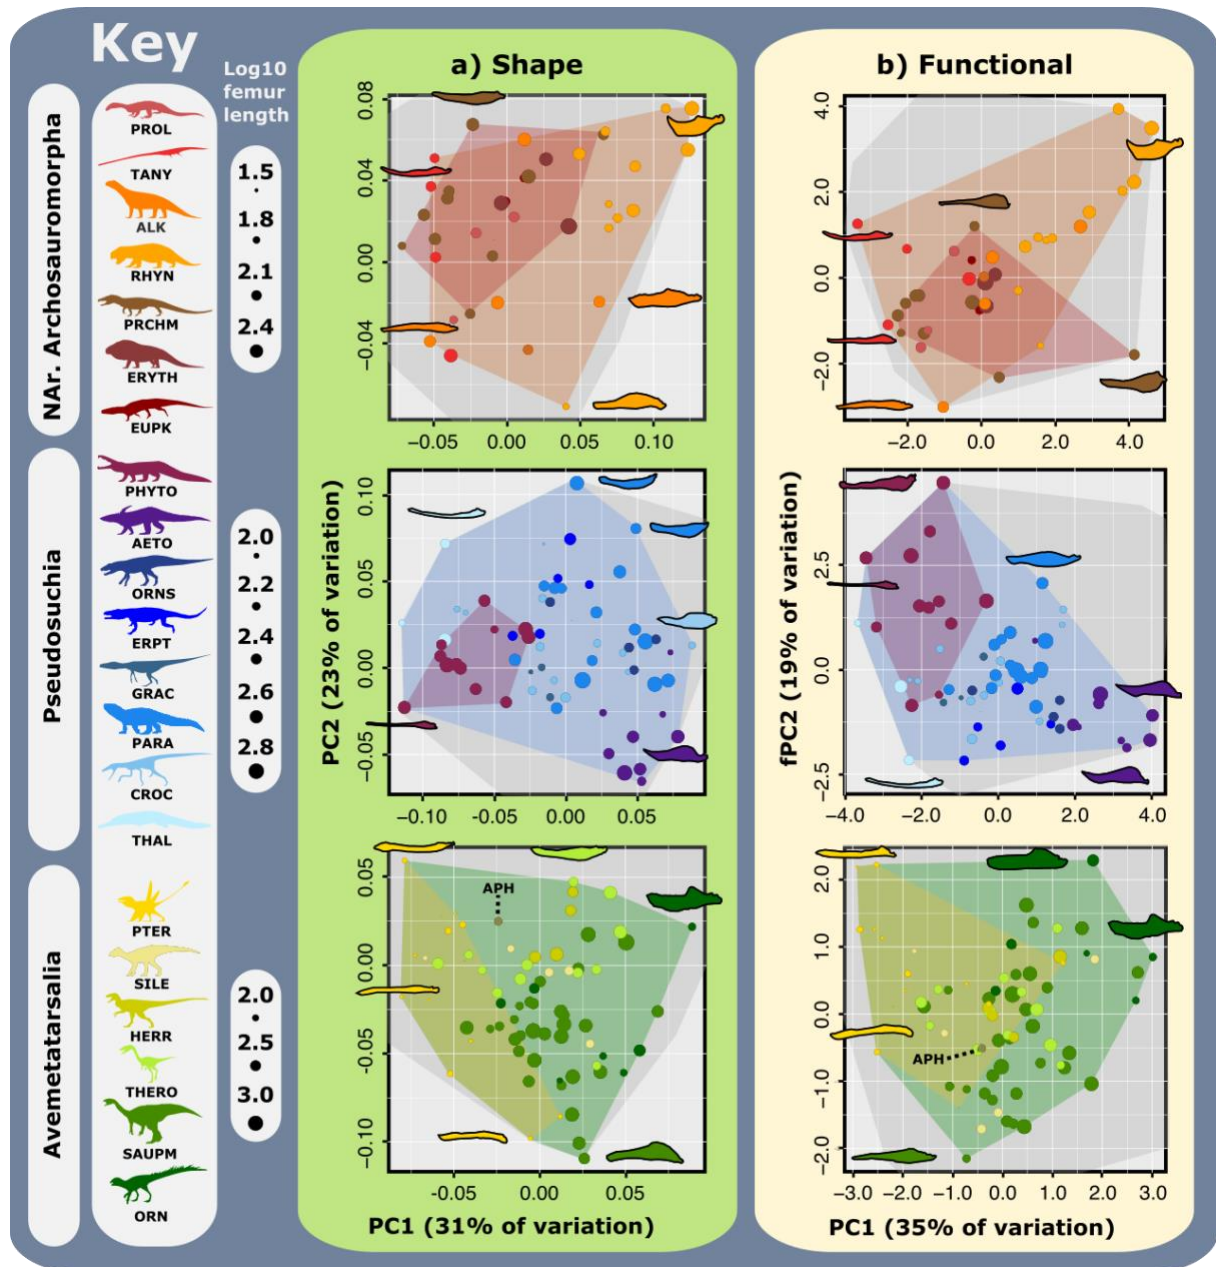 Key
Log10
femur
length
NAr. Archosauromorpha
PROL
TANY
ALK
RHYN
PRCHM
ERYTH
EUPK
1.5
1.8
2.1
2.4
Pseudosuchia
PHYTO
AETO
ORNS
ERPT
GRAC
PARA
CROC
THAL
2.0
2.2
2.4
2.6
2.8
Avemetatarsalia
PTER
SILE
HERR
THERO
SAUPM
ORN
2.0
2.5
3.0
a) Shape
0.08
0.04
0.00
−0.04
−0.05 0.00 0.05 0.10
PC2 (23% of variation)
0.10
0.05
0.00
−0.05
−0.10 −0.05 0.00 0.05
APH
0.05
0.00
−0.05
−0.10
-0.05 0.00 0.05
PC1 (31% of variation)
b) Functional
4.0
2.0
0.0
−2.0
−2.0 0.0 2.0 4.0
fPC2 (19% of variation)
2.5
0.0
−2.5
−4.0 −2.0 0.0 2.0 4.0
APH
2.0
1.0
0.0
−1.0
−2.0
−3.0 −2.0 −1.0 0.0 1.0 2.0 3.0
PC1 (35% of variation)